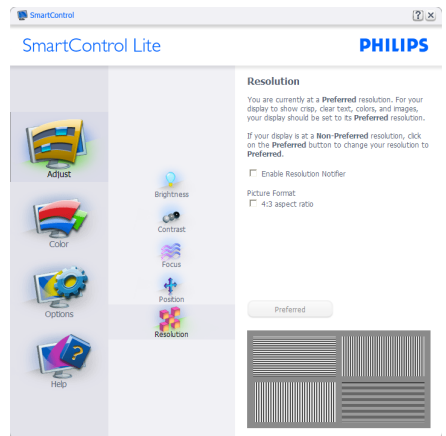 SmartControl
SmartControl Lite
PHILIPS
Adjust
Color
Options
Help
Brightness
Contrast
Focus
Position
Resolution
Resolution
You are currently at a Preferred resolution. For your
display to show crisp, clear text, colors, and images,
your display should be set to its Preferred resolution.
If your display is at a Non-Preferred resolution, click
on the Preferred button to change your resolution to
Preferred.
Enable Resolution Notifier
Picture Format
4:3 aspect ratio
Preferred